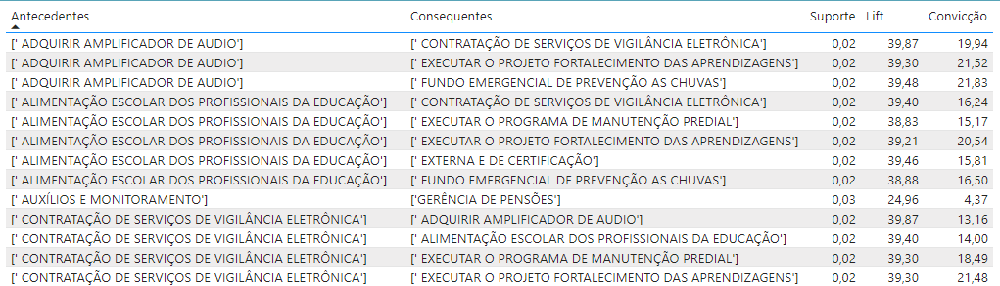 Antecedentes Consequentes Suporte Lift Convicção
[' ADQUIRIR AMPLIFICADOR DE AUDIO'] [' CONTRATAÇÃO DE SERVIÇOS DE VIGILÂNCIA ELETRÔNICA'] 0,02 39,87 19,94
[' ADQUIRIR AMPLIFICADOR DE AUDIO'] [' EXECUTAR O PROJETO FORTALECIMENTO DAS APRENDIZAGENS'] 0,02 39,30 21,52
[' ADQUIRIR AMPLIFICADOR DE AUDIO'] [' FUNDO EMERGENCIAL DE PREVENÇÃO AS CHUVAS'] 0,02 39,48 21,83
[' ALIMENTAÇÃO ESCOLAR DOS PROFISSIONAIS DA EDUCAÇÃO'] [' CONTRATAÇÃO DE SERVIÇOS DE VIGILÂNCIA ELETRÔNICA'] 0,02 39,40 16,24
[' ALIMENTAÇÃO ESCOLAR DOS PROFISSIONAIS DA EDUCAÇÃO'] [' EXECUTAR O PROGRAMA DE MANUTENÇÃO PREDIAL'] 0,02 38,83 15,17
[' ALIMENTAÇÃO ESCOLAR DOS PROFISSIONAIS DA EDUCAÇÃO'] [' EXECUTAR O PROJETO FORTALECIMENTO DAS APRENDIZAGENS'] 0,02 39,21 20,54
[' ALIMENTAÇÃO ESCOLAR DOS PROFISSIONAIS DA EDUCAÇÃO'] [' EXTERNA E DE CERTIFICAÇÃO'] 0,02 39,46 15,81
[' ALIMENTAÇÃO ESCOLAR DOS PROFISSIONAIS DA EDUCAÇÃO'] [' FUNDO EMERGENCIAL DE PREVENÇÃO AS CHUVAS'] 0,02 38,88 16,50
[' AUXÍLIOS E MONITORAMENTO'] ['GERÊNCIA DE PENSÕES'] 0,03 24,96 4,37
[' CONTRATAÇÃO DE SERVIÇOS DE VIGILÂNCIA ELETRÔNICA'] [' ADQUIRIR AMPLIFICADOR DE AUDIO'] 0,02 39,87 13,16
[' CONTRATAÇÃO DE SERVIÇOS DE VIGILÂNCIA ELETRÔNICA'] [' ALIMENTAÇÃO ESCOLAR DOS PROFISSIONAIS DA EDUCAÇÃO'] 0,02 39,40 14,00
[' CONTRATAÇÃO DE SERVIÇOS DE VIGILÂNCIA ELETRÔNICA'] [' EXECUTAR O PROGRAMA DE MANUTENÇÃO PREDIAL'] 0,02 39,30 18,49
[' CONTRATAÇÃO DE SERVIÇOS DE VIGILÂNCIA ELETRÔNICA'] [' EXECUTAR O PROJETO FORTALECIMENTO DAS APRENDIZAGENS'] 0,02 39,30 21,48